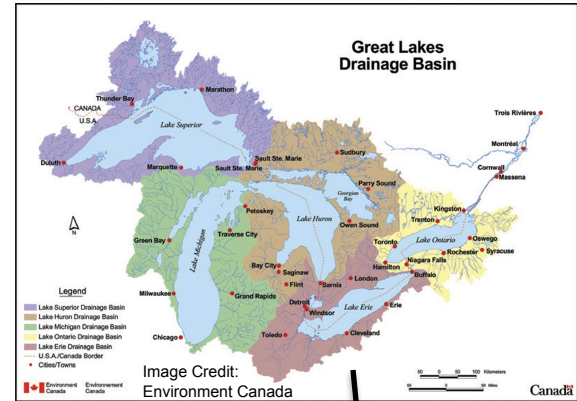 Great Lakes
Drainage Basin
Marathon
Thunder Bay
CANADA
U.S.A.
Lake Superior
Trois Rivières
Duluth
Marquette
Sault Ste. Marie
Sault Ste. Marie
Sudbury
Montréal
Cornwall
Massena
Georgian
Bay
Parry Sound
Petoskey
Lake Huron
Owen Sound
Kingston
Trenton
N
Green Bay
Lake Michigan
Traverse City
Toronto
Lake Ontario
Oswego
Syracuse
Rochester
Hamilton
Niagara Falls
Buffalo
Bay City
Saginaw
Flint
Sarnia
London
Legend
Lake Superior Drainage Basin
Lake Huron Drainage Basin
Lake Michigan Drainage Basin
Lake Ontario Drainage Basin
Lake Erie Drainage Basin
U.S.A./Canada Border
Cities/Towns
Milwaukee
Grand Rapids
Detroit
Windsor
Lake Erie
Erie
Chicago
Toledo
Cleveland
Image Credit:
Environment Canada
Environment Environnement
Canada Canada
Kilometers
Miles
Canada